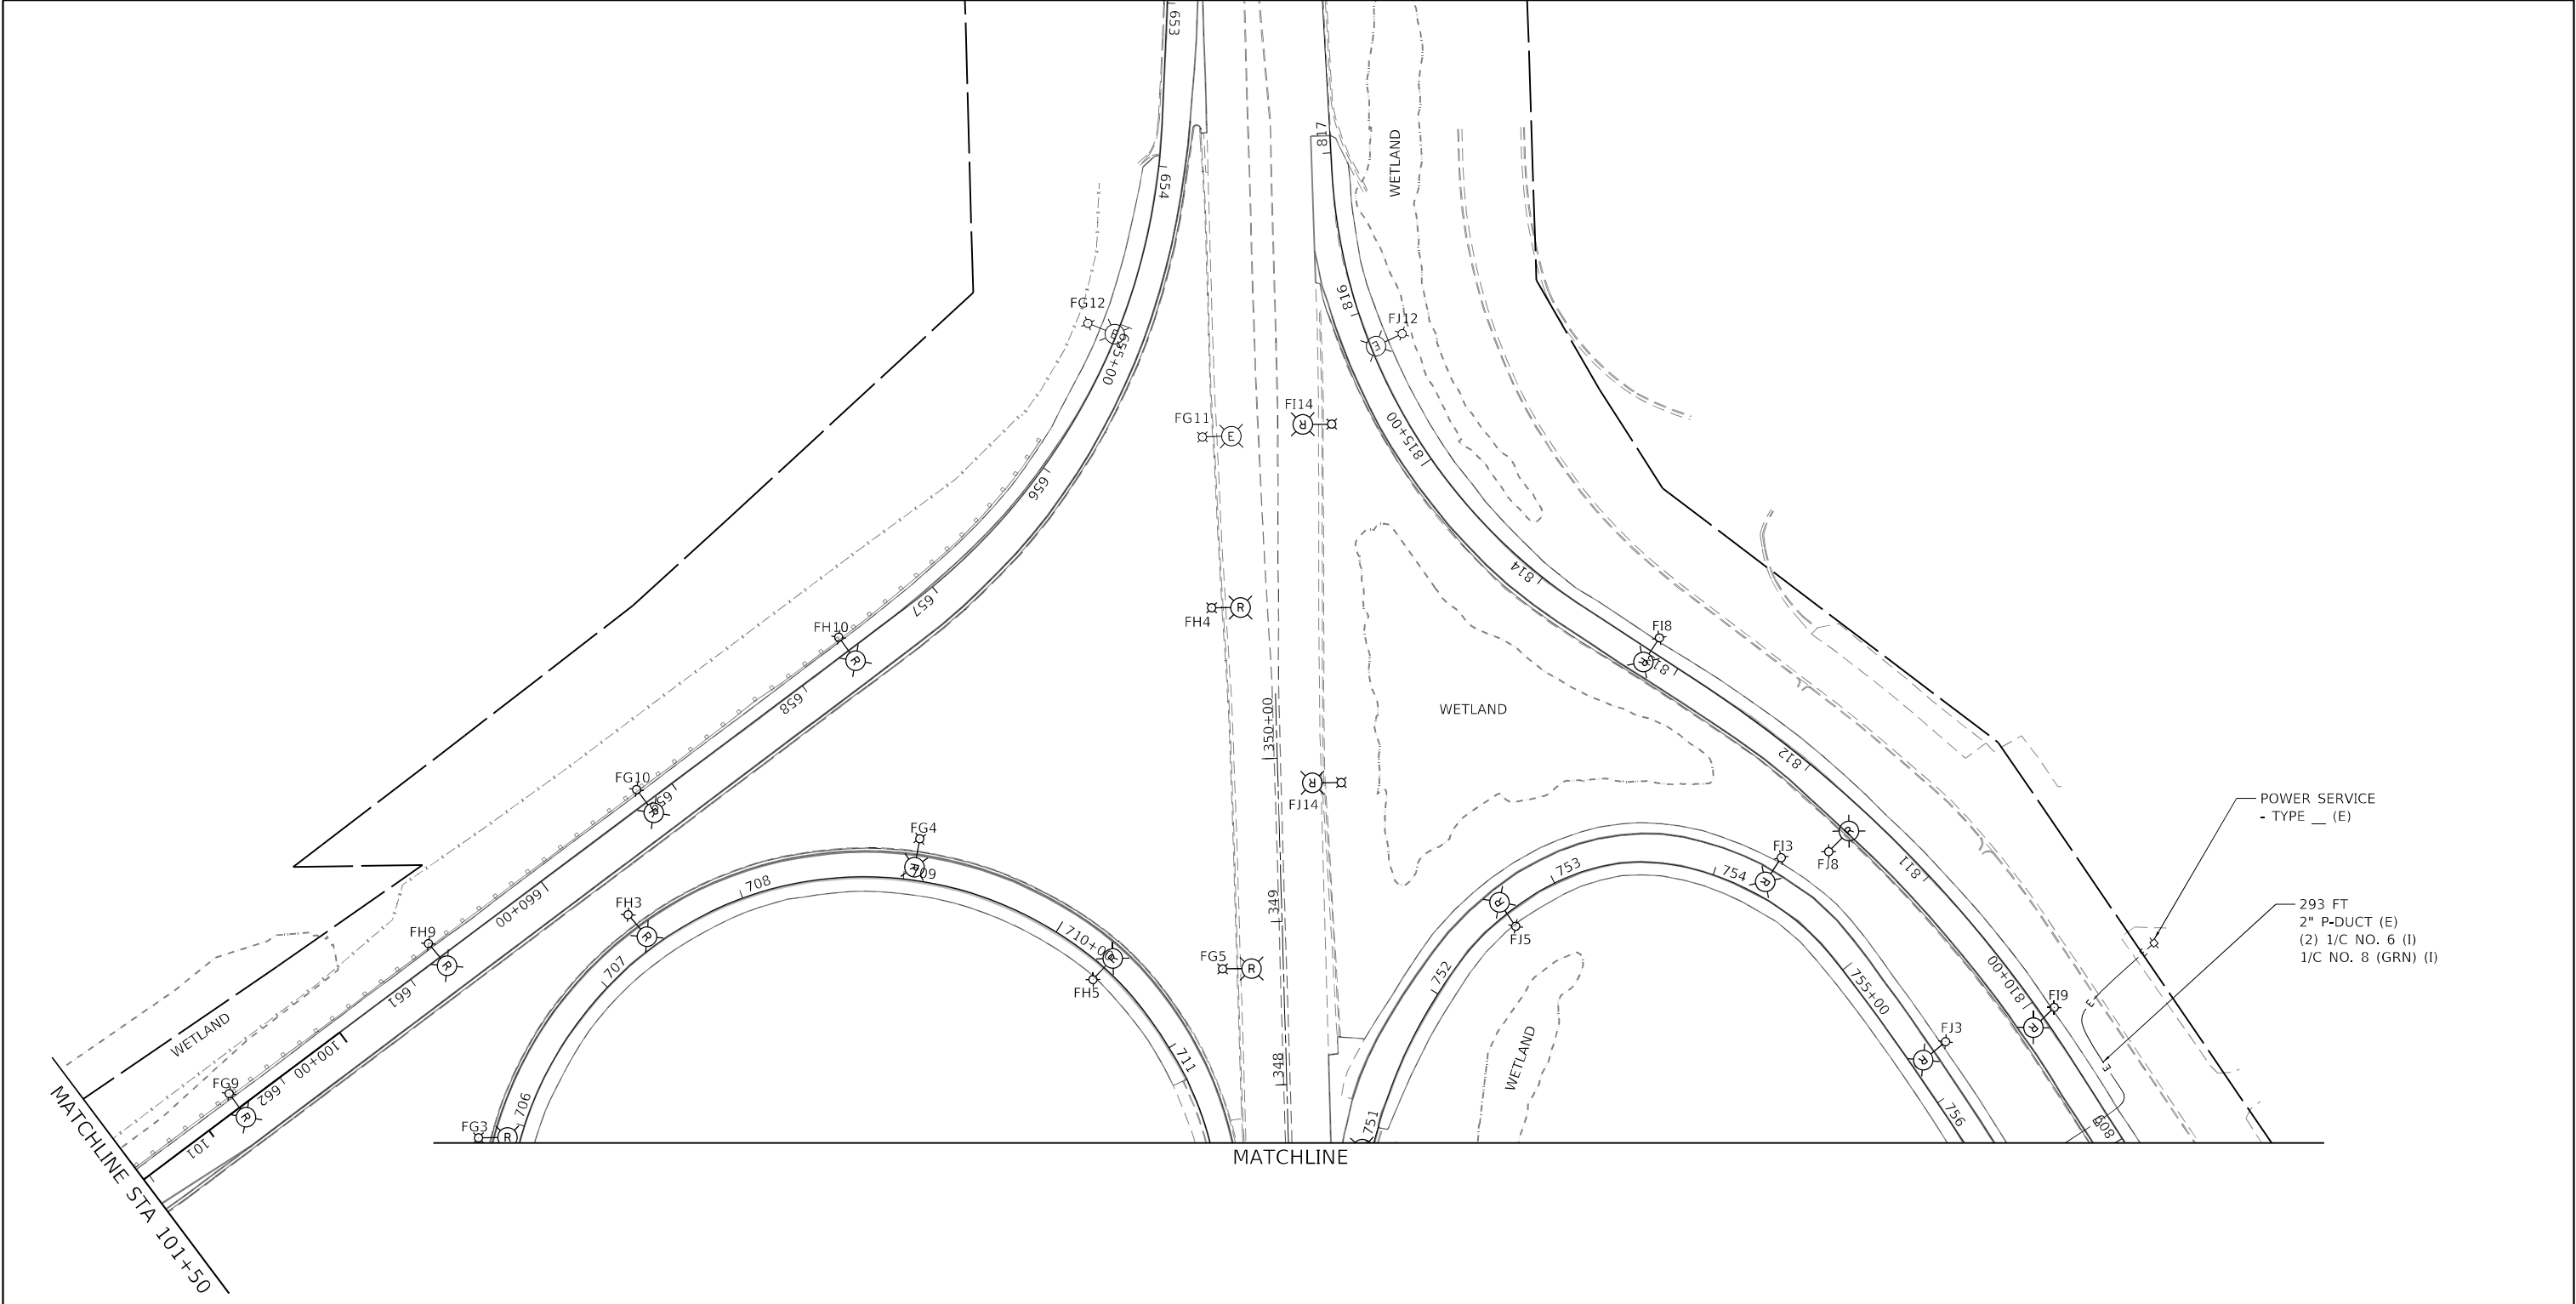 653
817
WETLAND
654
FG12
E
655+00
816
FJ12
E
FG11
E
FI14
R
815+00
656
814
657
FH4
R
FH10
R
FI8
R
813
658
WETLAND
350+00
812
FG10
R
659
R
FJ14
POWER SERVICE
- TYPE __ (E)
FG4
R
709
708
753
754
FI3
R
R
FJ8
811
FH3
R
660+00
349
R
FJ5
293 FT
2" P-DUCT (E)
(2) 1/C NO. 6 (I)
1/C NO. 8 (GRN) (I)
FH9
R
707
710+00
R
FH5
FG5
R
752
755+00
810+00
FI9
R
E
661
WETLAND
100+00
662
FG9
R
348
711
WETLAND
FJ3
R
E
706
FG3
R
751
756
809
101
MATCHLINE
MATCHLINE STA 101+50